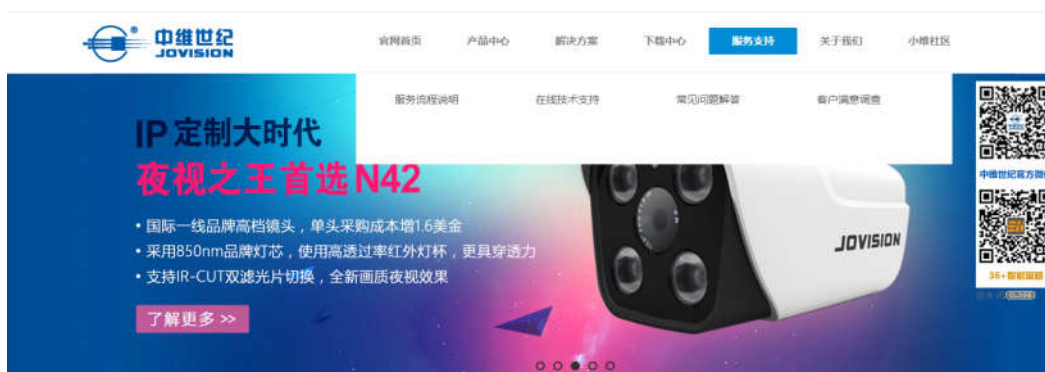 中维世纪
JOVISION
官网首页 产品中心 解决方案 下载中心 服务支持 关于我们 小维社区
服务流程说明 在线技术支持 常见问题解答 客户满意调查
IP定制大时代
夜视之王首选N42
• 国际一线品牌高档镜头，单头采购成本增1.6美金
• 采用850nm品牌灯芯，使用高透过率红外灯杯，更具穿透力
• 支持IR-CUT双滤光片切换，全新画质夜视效果
了解更多 >>
JOVISION
中维世纪官方微